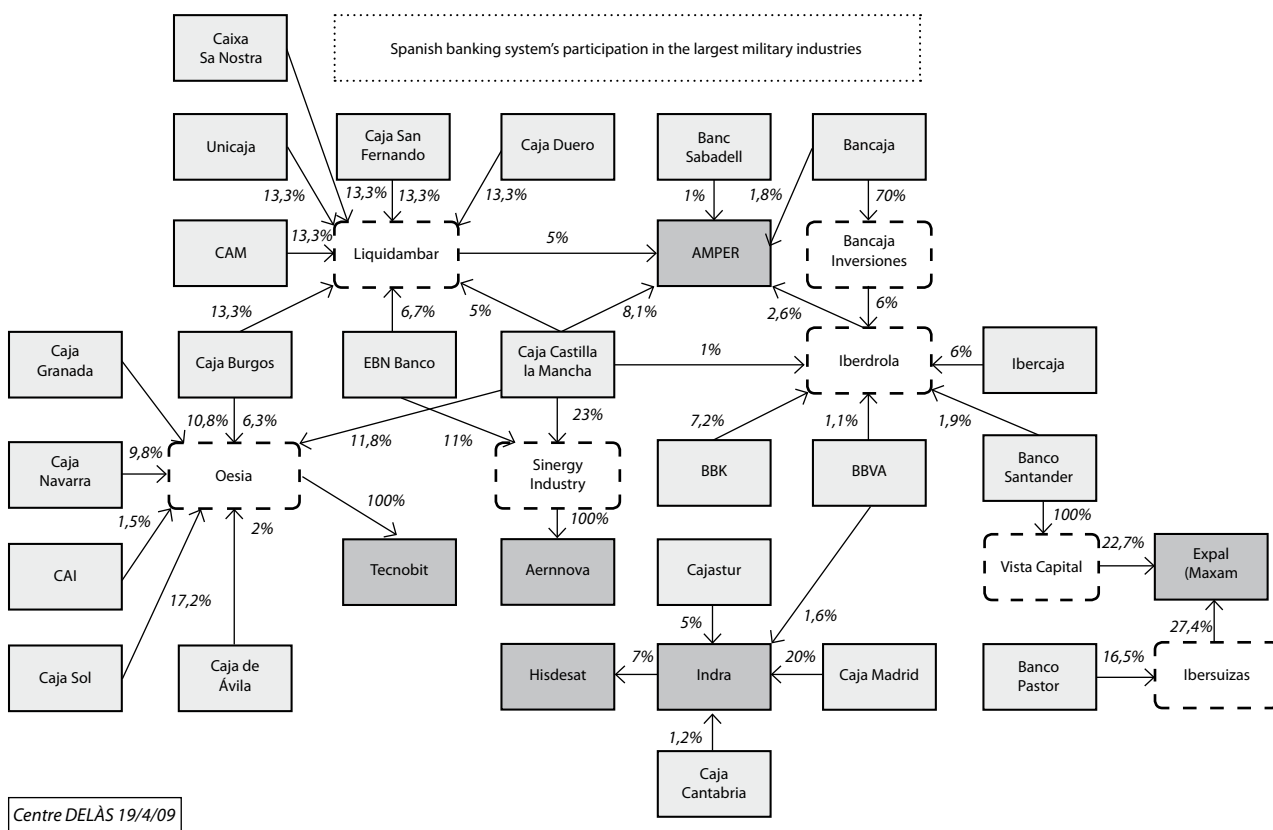 Caixa
Sa Nostra
Spanish banking system's participation in the largest military industries
Unicaja
Caja San
Fernando
Caja Duero
Banc
Sabadell
Bancaja
13,3%
13,3%
13,3%
13,3%
1%
1,8%
70%
CAM
13,3%
Liquidambar
5%
AMPER
Bancaja
Inversiones
13,3%
6,7%
5%
8,1%
2,6%
6%
Caja
Granada
Caja Burgos
EBN Banco
Caja Castilla
la Mancha
1%
Iberdrola
6%
Ibercaja
10,8%
6,3%
11,8%
11%
23%
7,2%
1,1%
1,9%
Caja
Navarra
9,8%
Oesia
Sinergy
Industry
BBK
BBVA
Banco
Santander
1,5%
2%
100%
100%
100%
CAI
Tecnobit
Aernnova
Cajastur
Vista Capital
22,7%
Expal
(Maxam
17,2%
5%
1,6%
27,4%
Caja Sol
Caja de
Ávila
Hisdesat
7%
Indra
20%
Caja Madrid
Banco
Pastor
16,5%
Ibersuizas
1,2%
Caja
Cantabria
Centre DELÀS 19/4/09